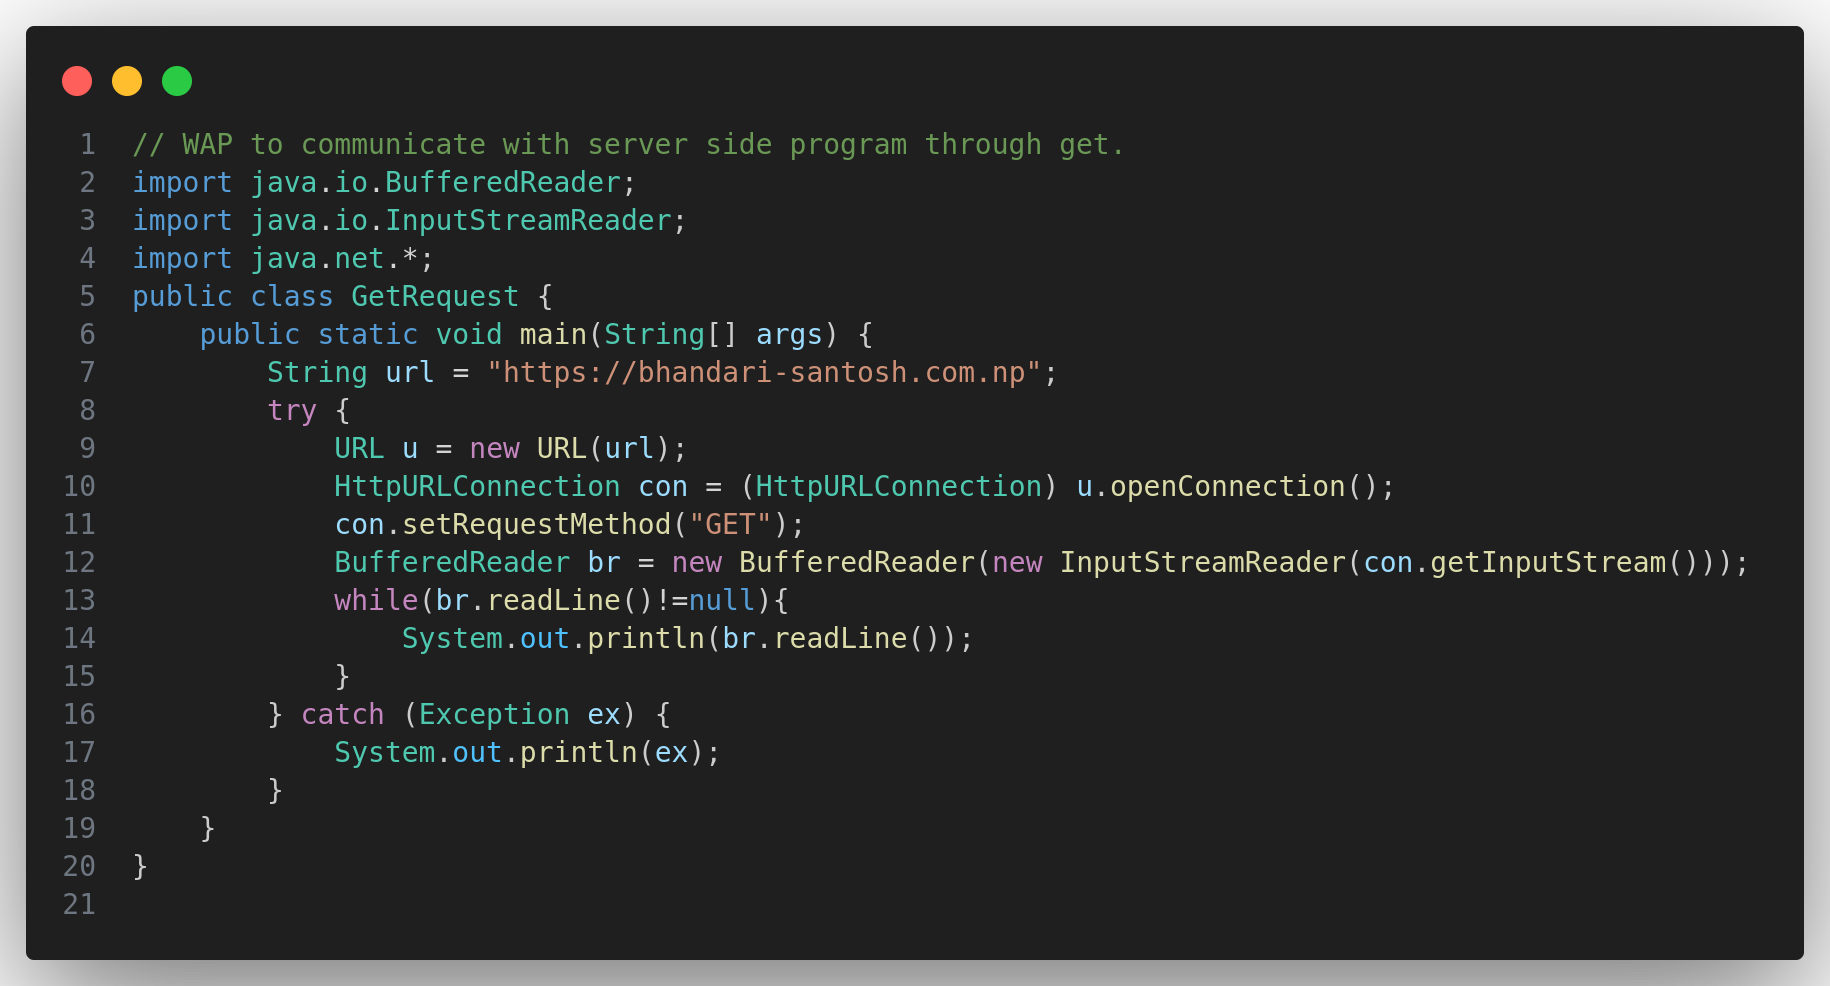 1 // WAP to communicate with server side program through get.
2 import java.io.BufferedReader;
3 import java.io.InputStreamReader;
4 import java.net.*;
5 public class GetRequest {
6     public static void main(String[] args) {
7         String url = "https://bhandari-santosh.com.np";
8         try {
9             URL u = new URL(url);
10             HttpURLConnection con = (HttpURLConnection) u.openConnection();
11             con.setRequestMethod("GET");
12             BufferedReader br = new BufferedReader(new InputStreamReader(con.getInputStream()));
13             while(br.readLine()!=null){
14                 System.out.println(br.readLine());
15             }
16         } catch (Exception ex) {
17             System.out.println(ex);
18         }
19     }
20 }
21